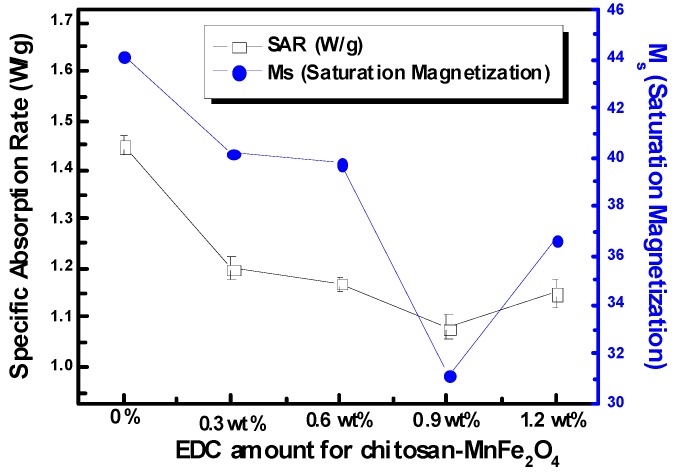 1.7
1.6
1.5
1.4
1.3
1.2
1.1
1.0
Specific Absorption Rate (W/g)
SAR (W/g)
Ms (Saturation Magnetization)
46
44
42
40
38
36
34
32
30
Ms (Saturation Magnetization)
0% 0.3 wt% 0.6 wt% 0.9 wt% 1.2 wt%
EDC amount for chitosan-MnFe2O4